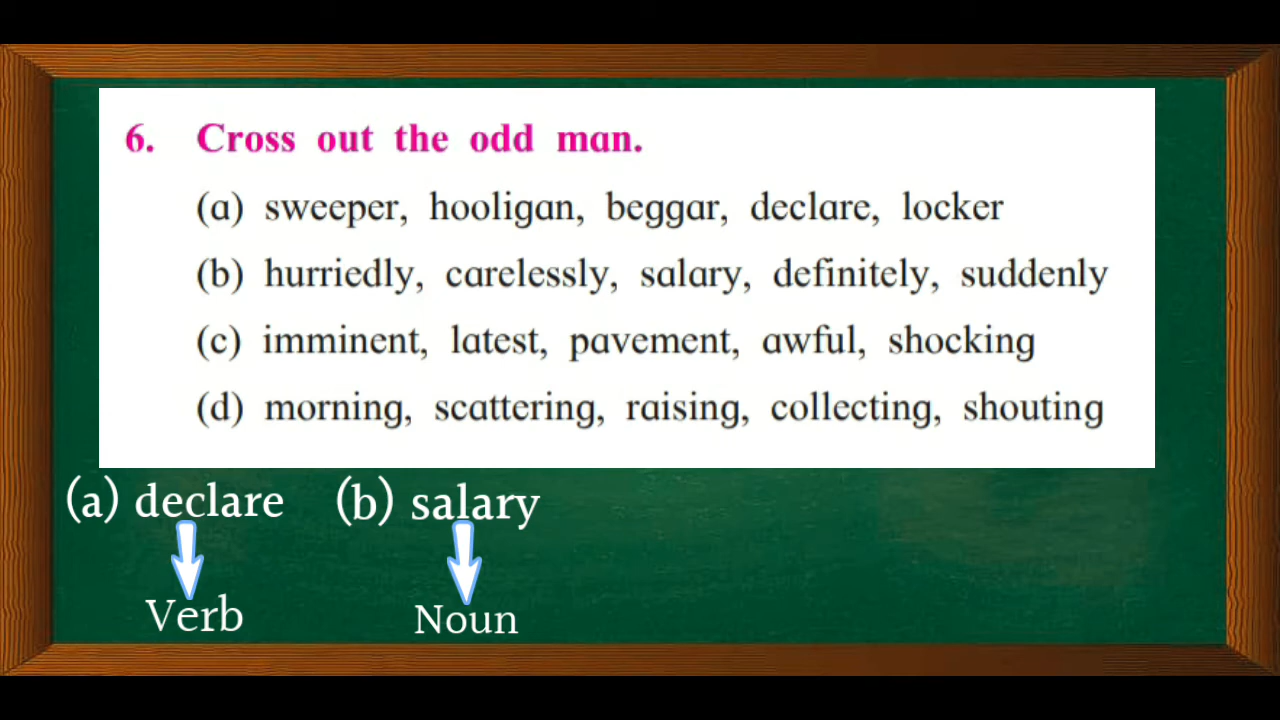 6. Cross out the odd man.
(a) sweeper, hooligan, beggar, declare, locker
(b) hurriedly, carelessly, salary, definitely, suddenly
(c) imminent, latest, pavement, awful, shocking
(d) morning, scattering, raising, collecting, shouting
(a) declare (b) salary
Verb Noun